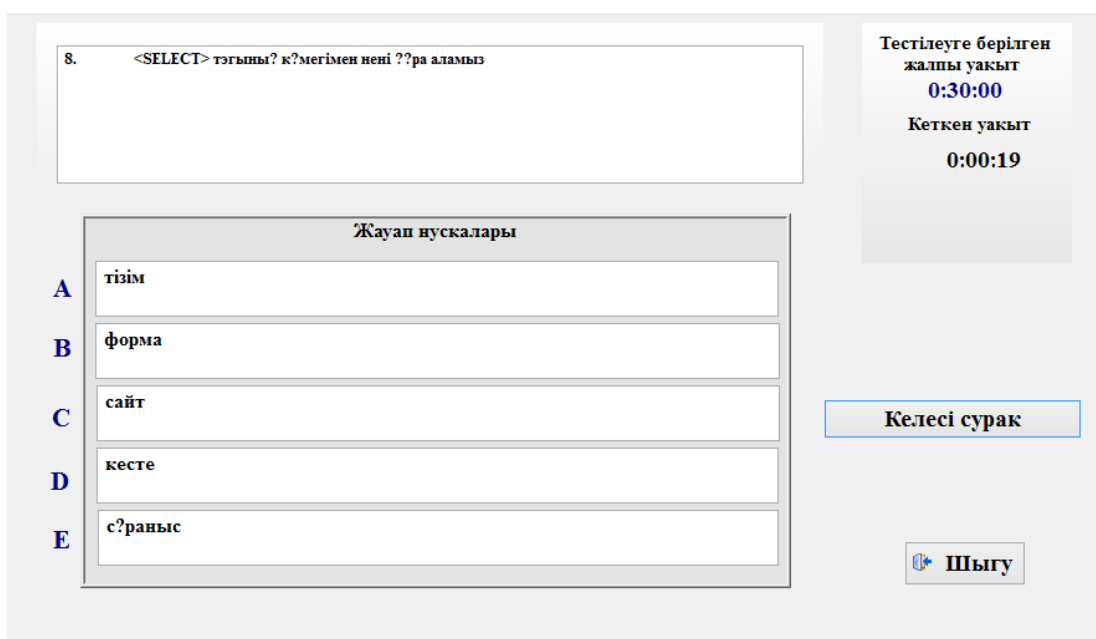 8. <SELECT> тэгыны? к?мегімен нені ??ра аламыз
Тестілеуге берілген
жалпы уакыт
0:30:00
Кеткен уакыт
0:00:19
Жауап нускалары
A тізім
B форма
C сайт
D кесте
E с?раныс
Келесі сурак
Шыгу